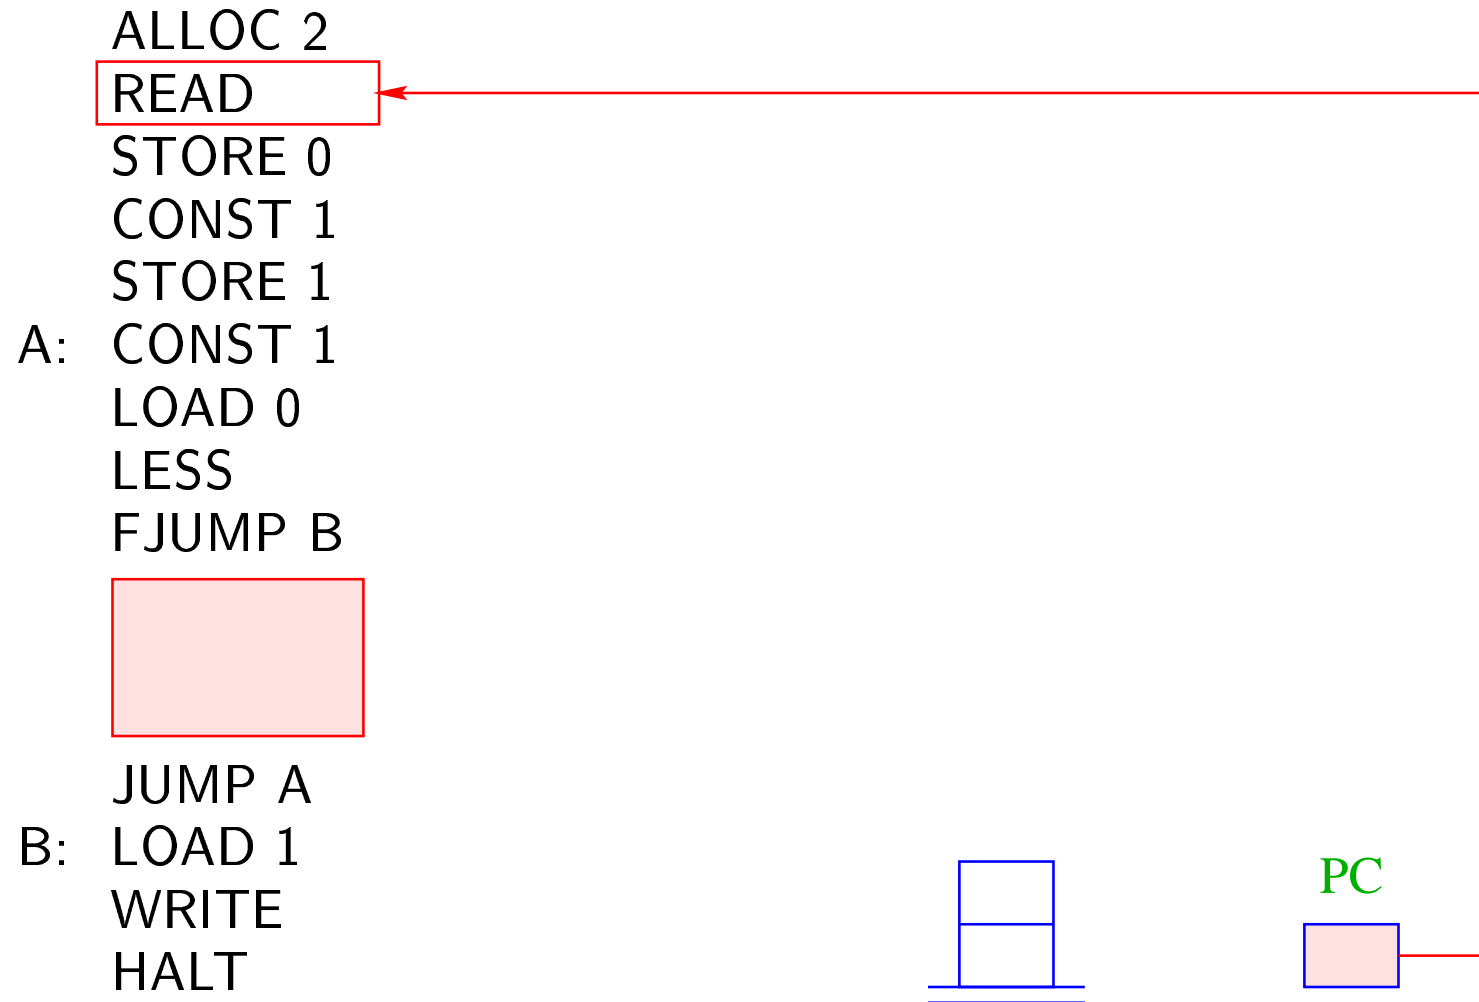 ALLOC 2
READ
STORE 0
CONST 1
STORE 1
A: CONST 1
LOAD 0
LESS
FJUMP B
JUMP A
B: LOAD 1
WRITE
HALT
PC